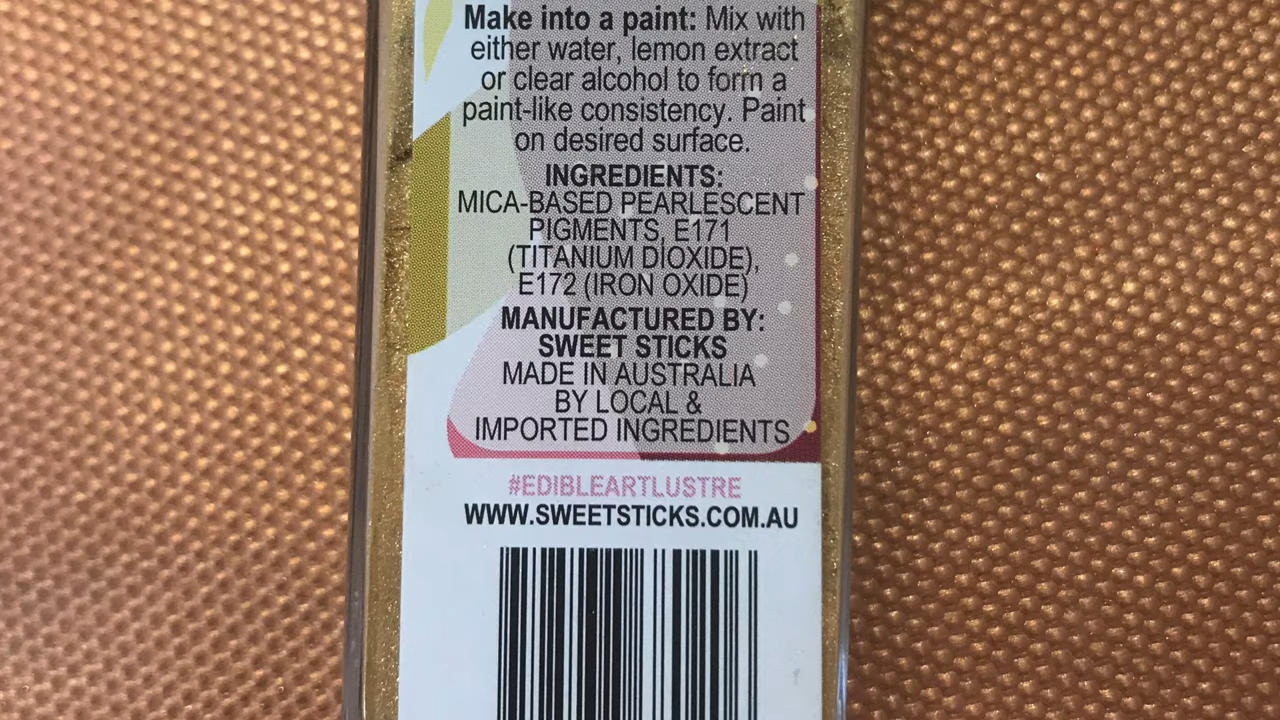 Make into a paint: Mix with
either water, lemon extract
or clear alcohol to form a
paint-like consistency. Paint
on desired surface.
INGREDIENTS:
MICA-BASED PEARLESCENT
PIGMENTS, E171
(TITANIUM DIOXIDE),
E172 (IRON OXIDE)
MANUFACTURED BY:
SWEET STICKS
MADE IN AUSTRALIA
BY LOCAL &
IMPORTED INGREDIENTS
#EDIBLEARTLUSTRE
WWW.SWEETSTICKS.COM.AU